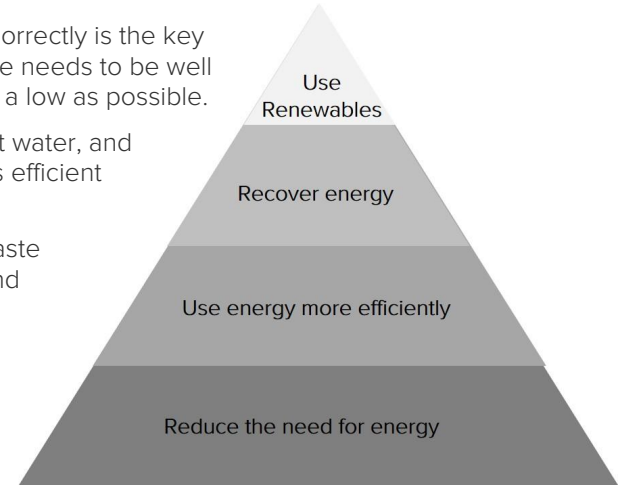 orrectly is the key
e needs to be well
a low as possible.
t water, and
s efficient
aste
nd
Use
Renewables
Recover energy
Use energy more efficiently
Reduce the need for energy